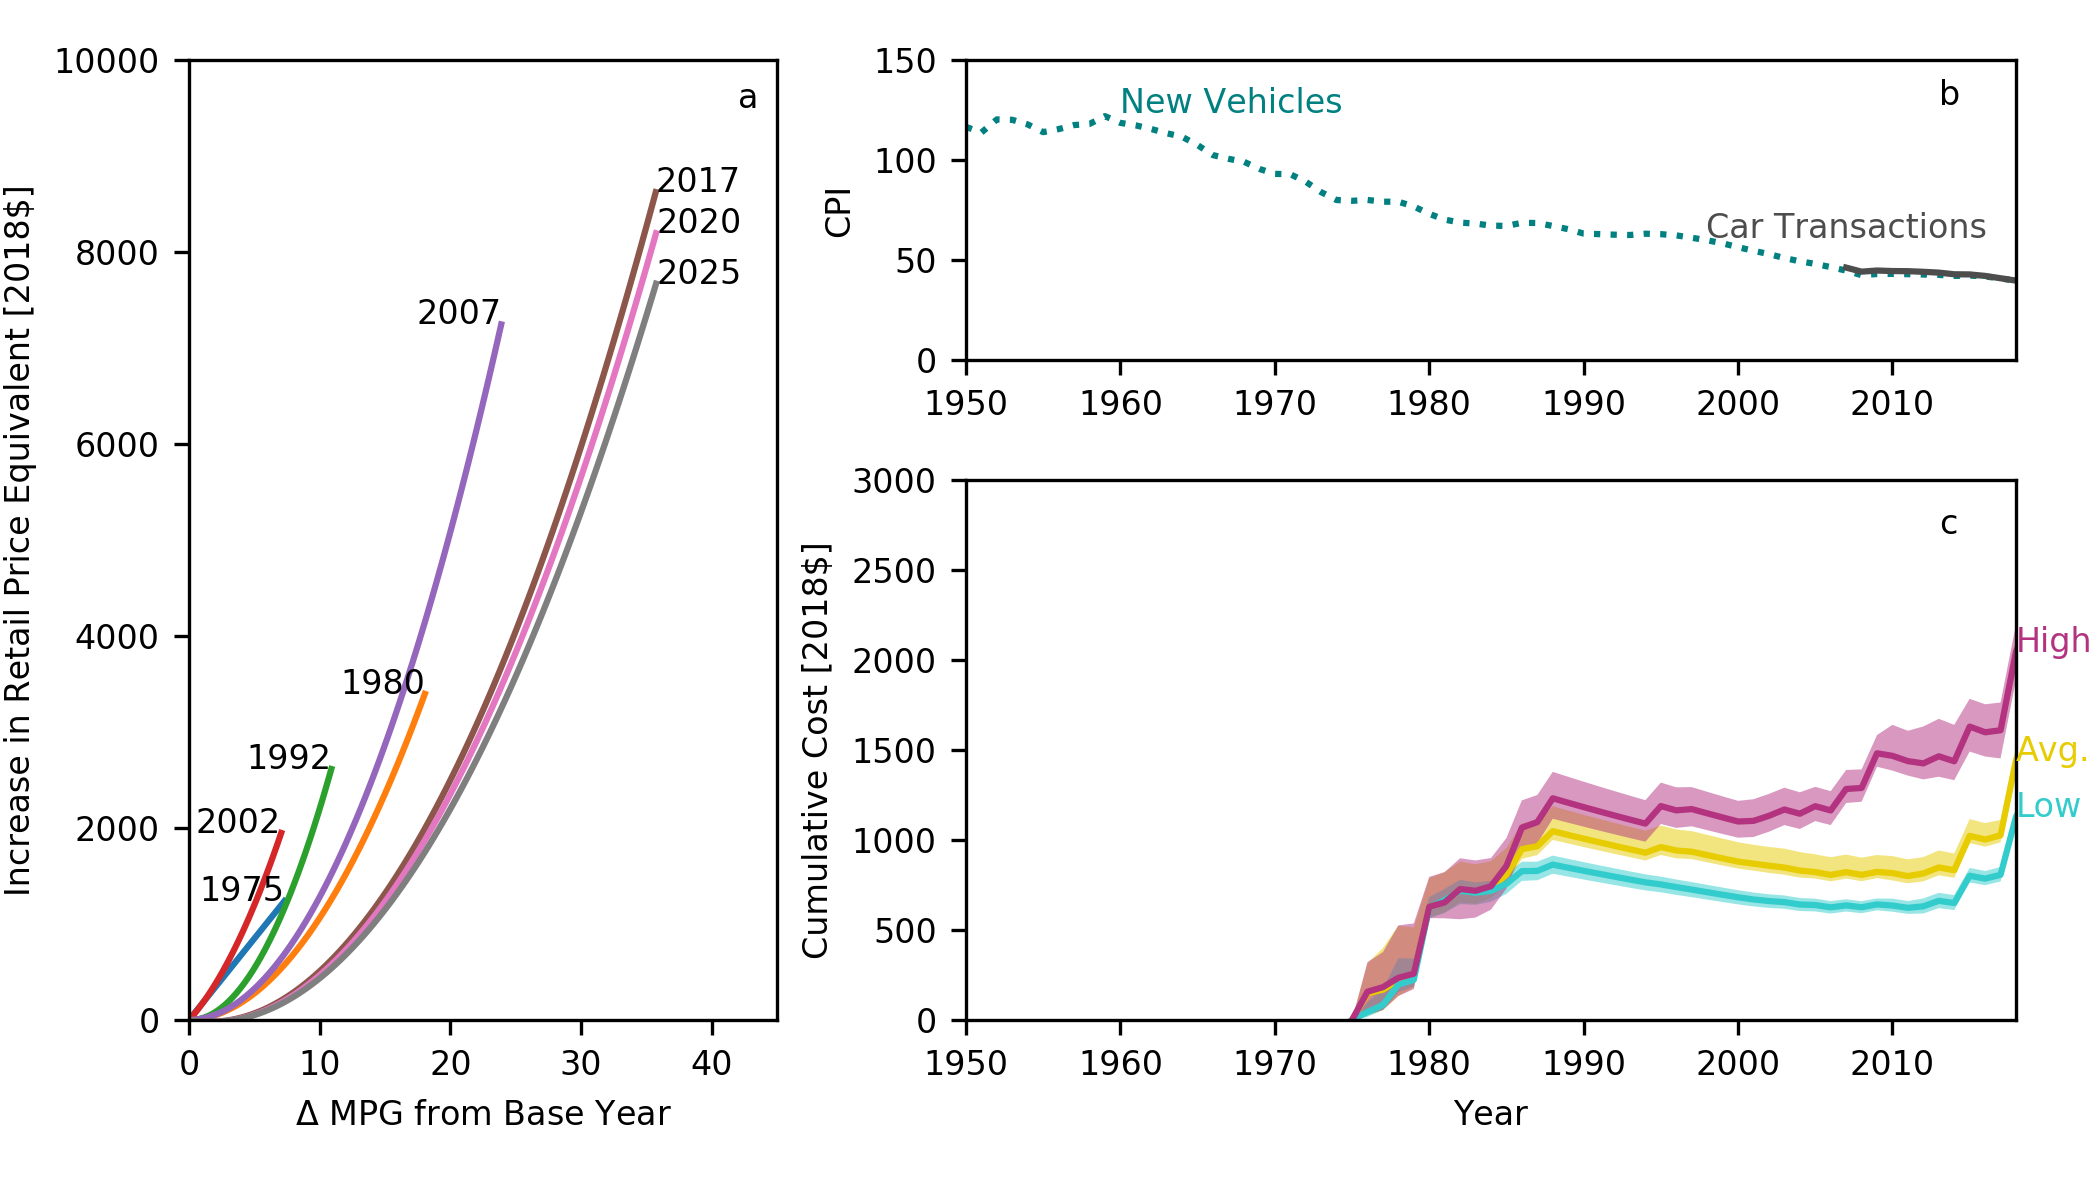 10000
8000
6000
4000
2000
0
Increase in Retail Price Equivalent [2018$]
a
2017
2020
2025
2007
1980
1992
2002
1975
0 10 20 30 40
Δ MPG from Base Year
150
100
50
0
CPI
b
New Vehicles
Car Transactions
1950 1960 1970 1980 1990 2000 2010
3000
2500
2000
1500
1000
500
0
Cumulative Cost [2018$]
c
High
Avg.
Low
1950 1960 1970 1980 1990 2000 2010
Year